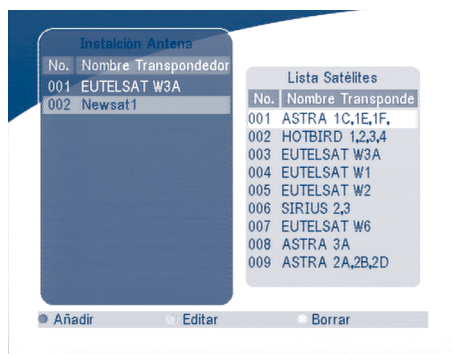 Instalción Antena
No. Nombre Transpondedor
001 EUTELSAT W3A
002 Newsat1
Lista Satélites
No. Nombre Transponde
001 ASTRA 1C,1E,1F,
002 HOTBIRD 1,2,3,4
003 EUTELSAT W3A
004 EUTELSAT W1
005 EUTELSAT W2
006 SIRIUS 2,3
007 EUTELSAT W6
008 ASTRA 3A
009 ASTRA 2A,2B,2D
Añadir Editar Borrar